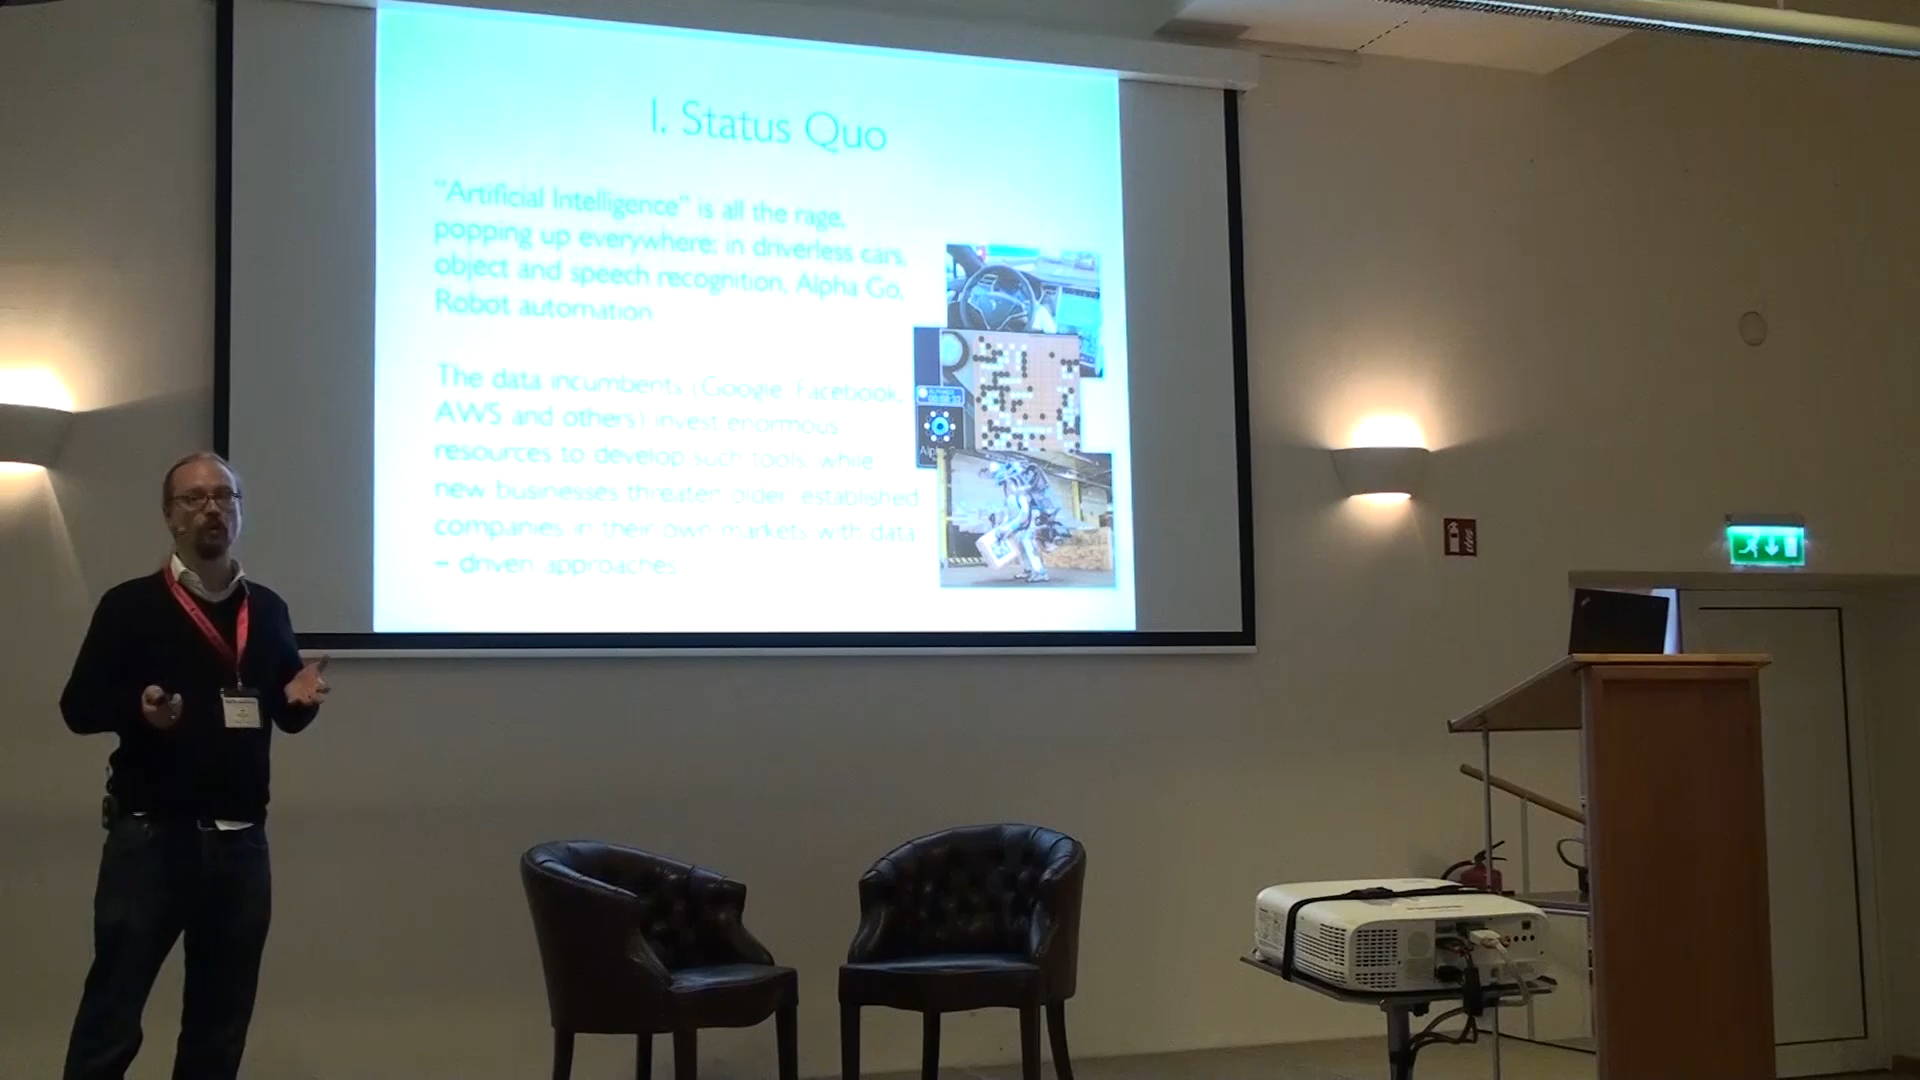 I. Status Quo
“Artificial Intelligence” is all the rage,
popping up everywhere: in driverless cars,
object and speech recognition, Alpha Go,
Robot automation
The data incumbents (Google, Facebook,
AWS and others) invest enormous
resources to develop such tools, while
new businesses threaten older, established
companies in their own markets with data
– driven approaches